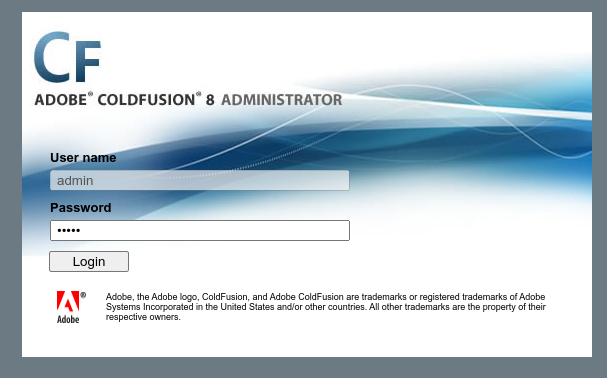 CF
ADOBE® COLDFUSION® 8 ADMINISTRATOR
User name
admin
Password
•••••
Login
Adobe, the Adobe logo, ColdFusion, and Adobe ColdFusion are trademarks or registered trademarks of Adobe
Systems Incorporated in the United States and/or other countries. All other trademarks are the property of their
respective owners.
®
Adobe